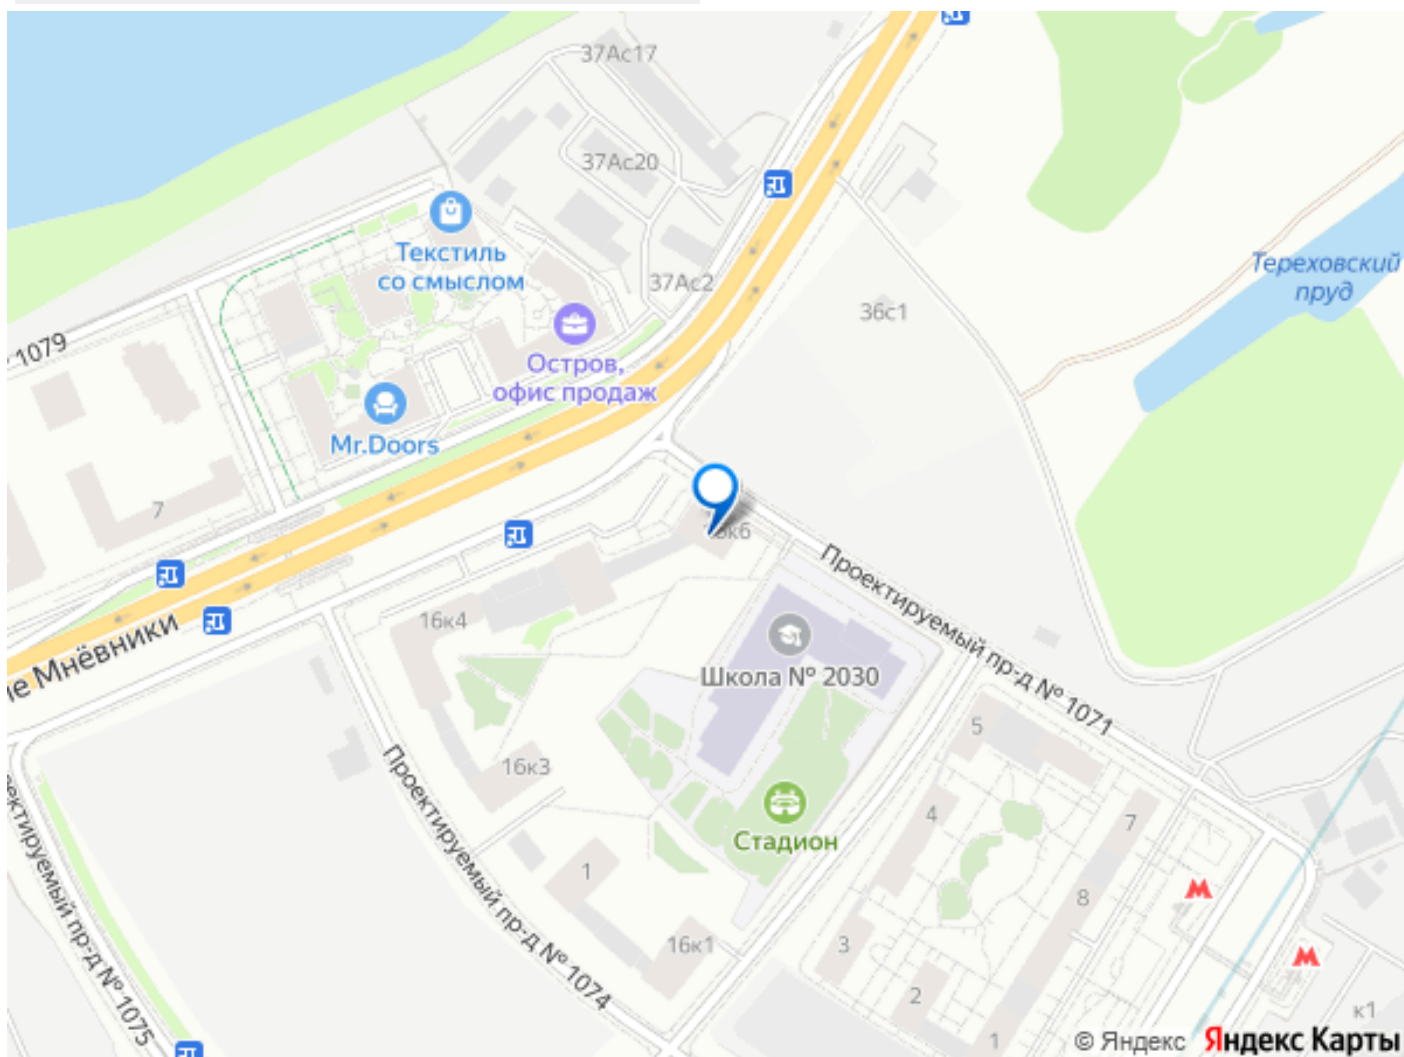 37Ас17
37Ас20
Текстиль
со смыслом
37Ас2
Тереховский
пруд
36с1
1079
Остров,
офис продаж
Mr.Doors
7
Проектируемый пр-д № 1071
16к4
Мнёвники
Школа № 2030
5
16к3
Проектируемый пр-д № 1074
Стадион
4
7
1
8
16к1
3
2
1
пр-д № 1075
к1
© Яндекс Яндекс Карты